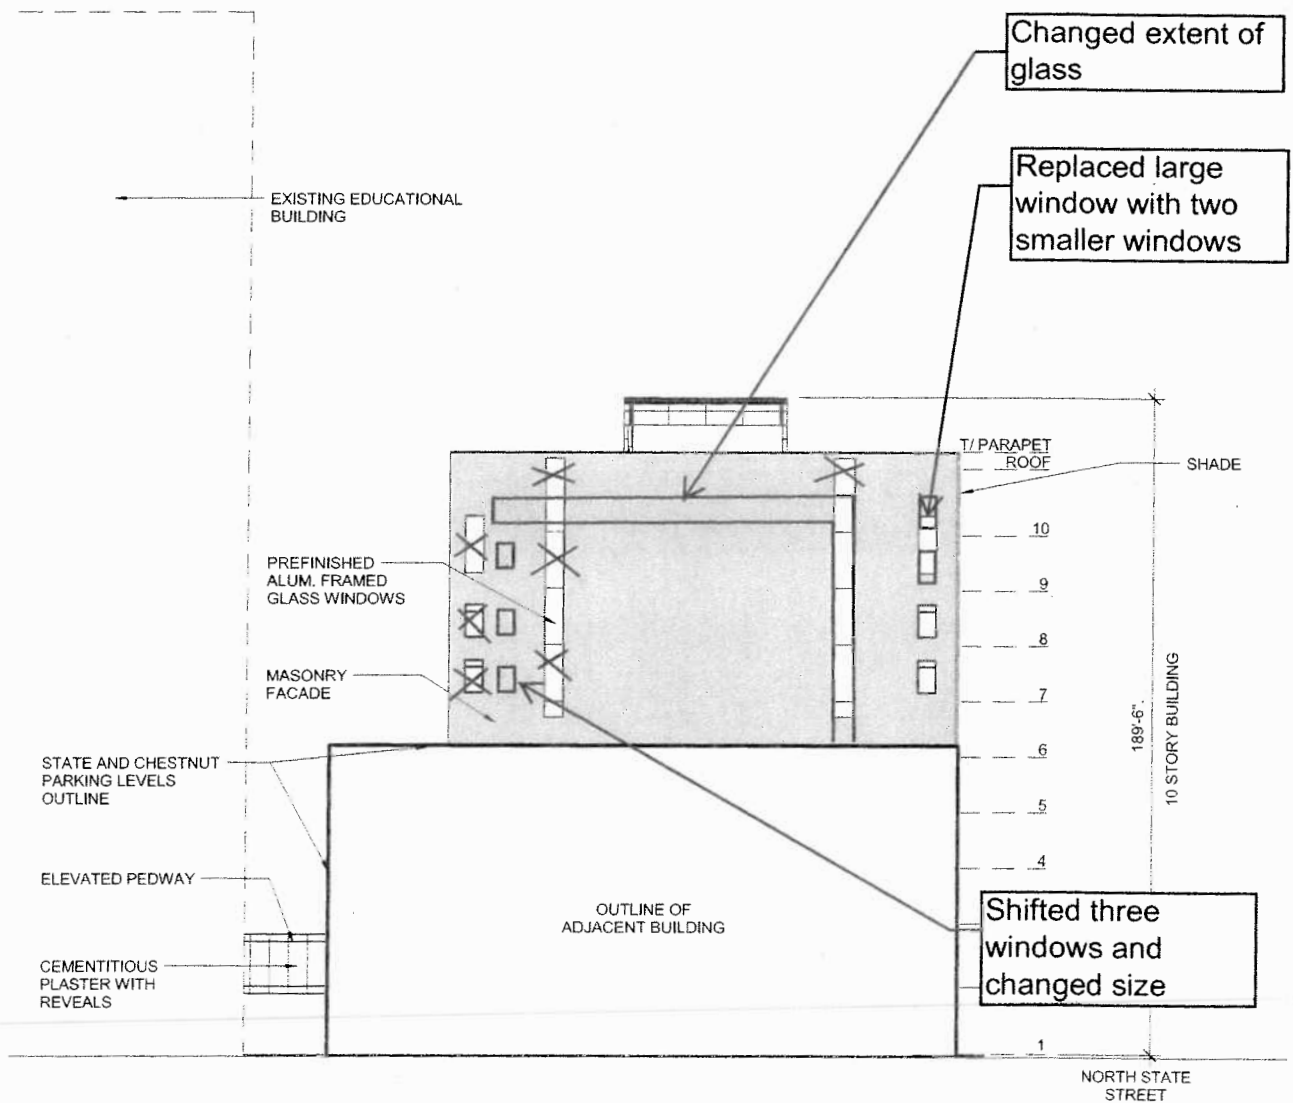 Changed extent of
glass
Replaced large
window with two
smaller windows
EXISTING EDUCATIONAL
BUILDING
T/ PARAPET
ROOF
SHADE
10
PREFINISHED
ALUM. FRAMED
GLASS WINDOWS
9
8
MASONRY
FACADE
7
189'-6"
10 STORY BUILDING
STATE AND CHESTNUT
PARKING LEVELS
OUTLINE
6
5
4
ELEVATED PEDWAY
OUTLINE OF
ADJACENT BUILDING
Shifted three
windows and
changed size
CEMENTITIOUS
PLASTER WITH
REVEALS
1
NORTH STATE
STREET